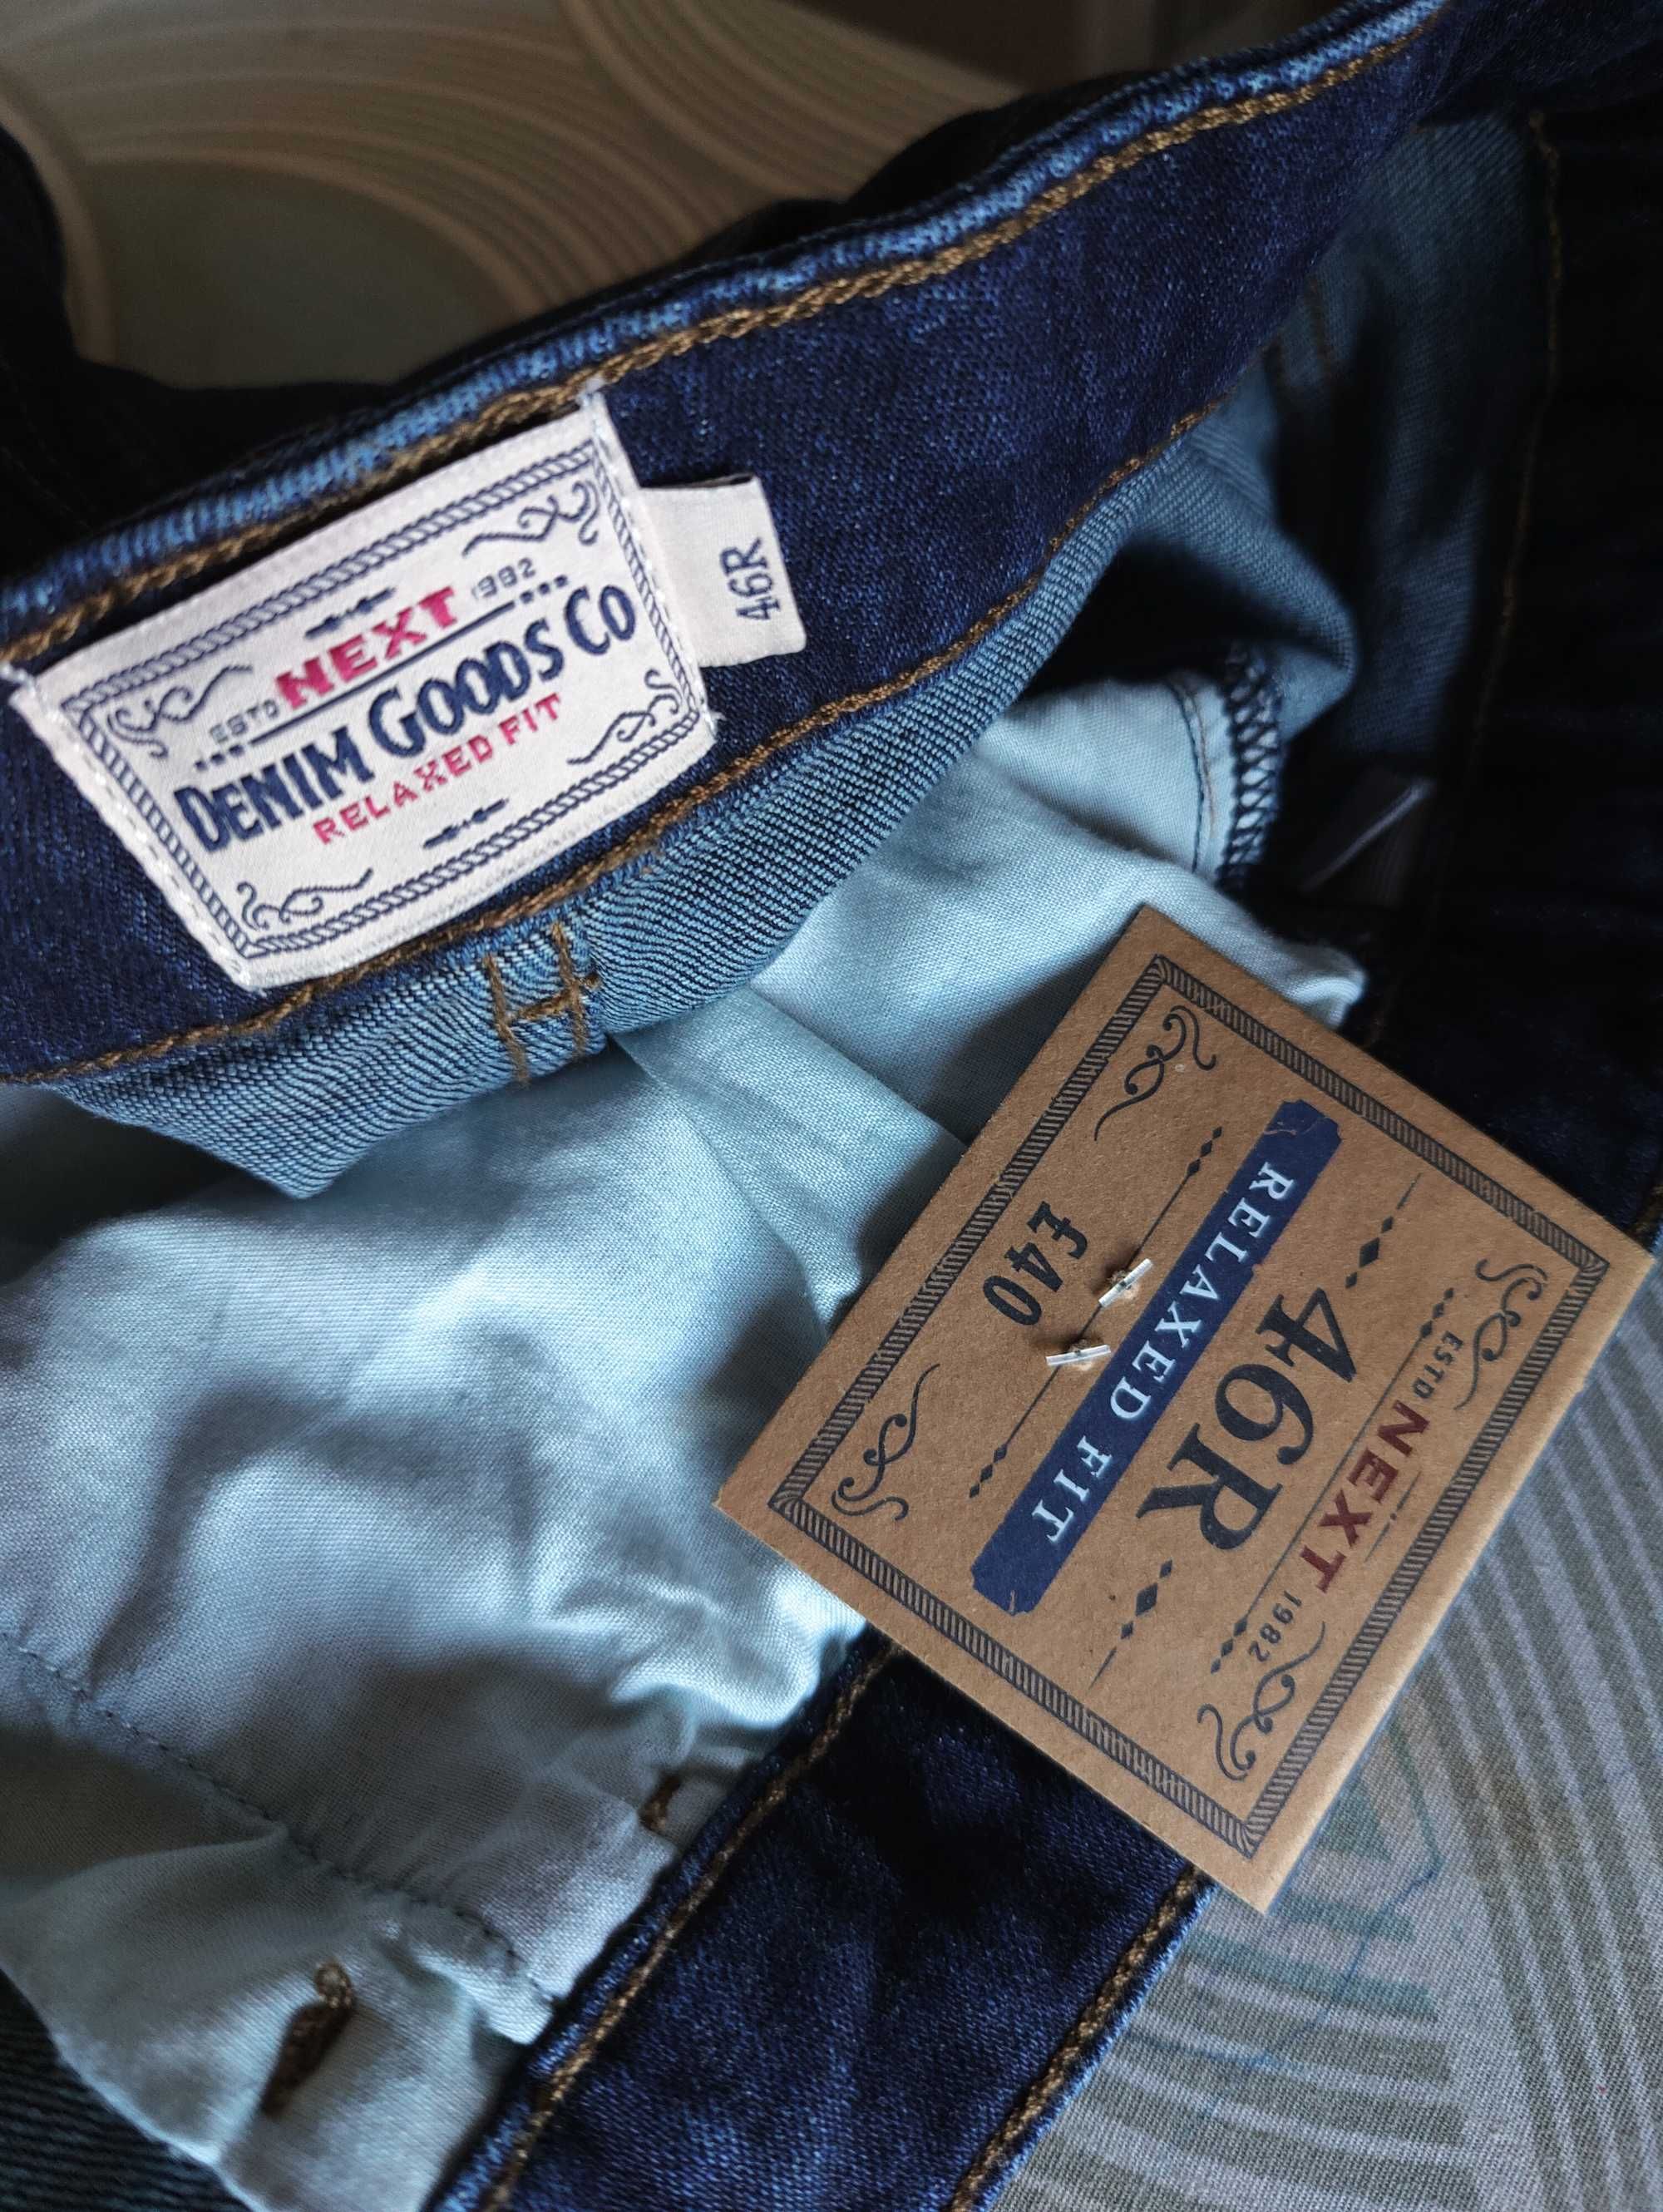 NEXT
ESTD 1982
DENIM GOODS CO
RELAXED FIT
46R
ESTD NEXT 1982
46R
RELAXED FIT
£40